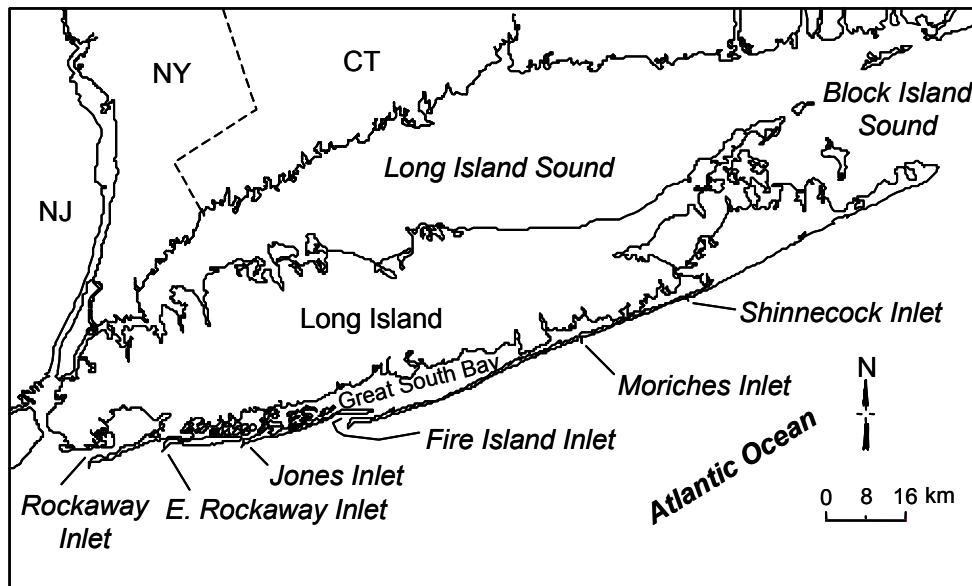 NY
CT
Block Island
Sound
Long Island Sound
NJ
Long Island
Shinnecock Inlet
Great South Bay
Moriches Inlet
N
Fire Island Inlet
Atlantic Ocean
Jones Inlet
Rockaway
Inlet
E. Rockaway Inlet
0 8 16 km